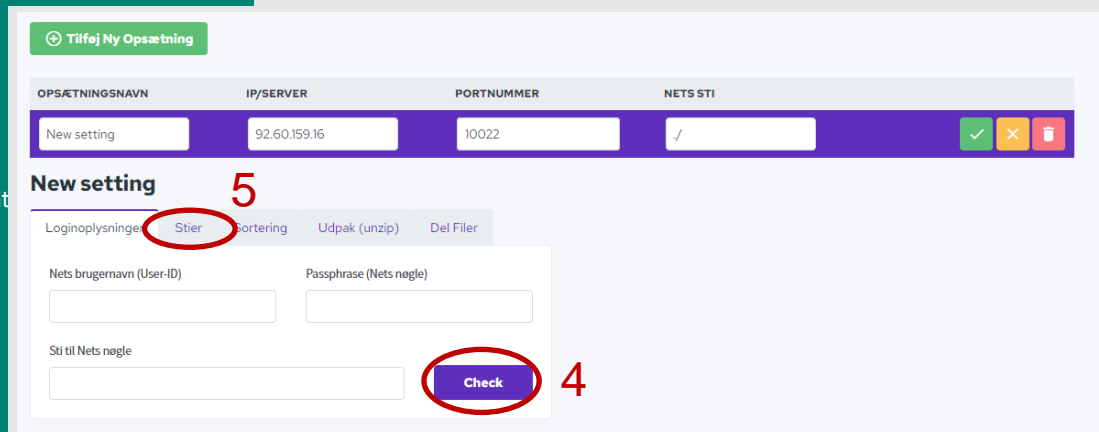 Tilføj Ny Opsætning
OPSÆTNINGSNAVN IP/SERVER PORTNUMMER NETS STI
New setting 92.60.159.16 10022 ./
New setting
5
Loginoplysninger Stier Sortering Udpak (unzip) Del Filer
Nets brugernavn (User-ID) Passphrase (Nets nøgle)
Sti til Nets nøgle
Check 4